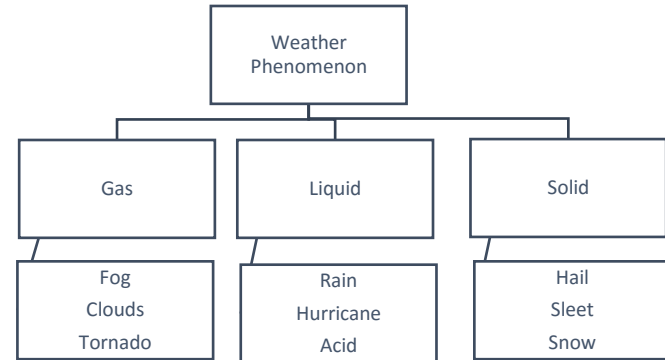 Weather
Phenomenon
Gas
Liquid
Solid
Fog
Clouds
Tornado
Rain
Hurricane
Acid
Hail
Sleet
Snow